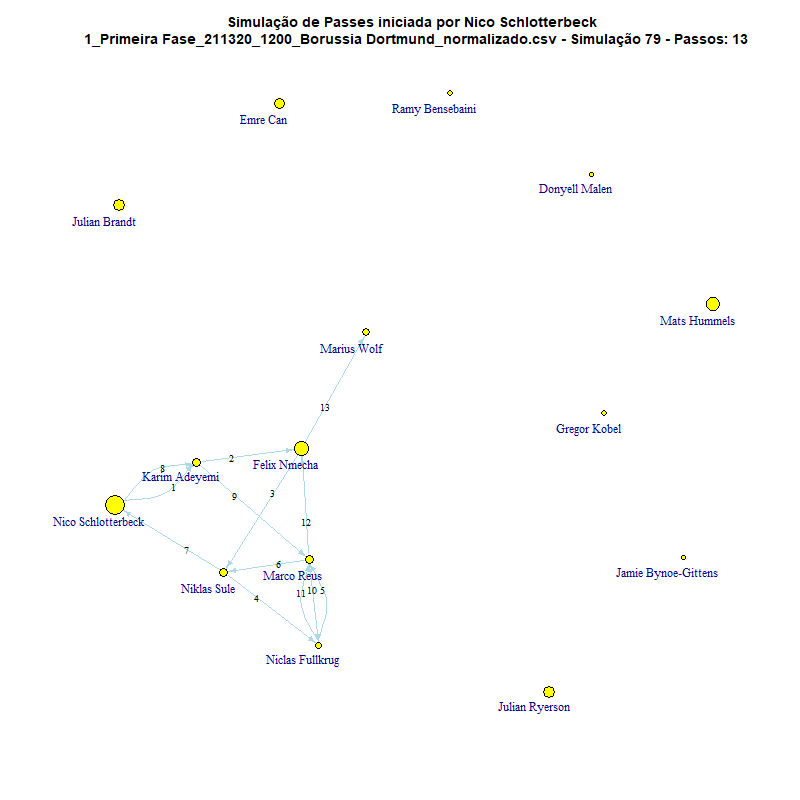 Simulação de Passes iniciada por Nico Schlotterbeck
1_Primeira Fase_211320_1200_Borussia Dortmund_normalizado.csv - Simulação 79 - Passos: 13
Ramy Bensebaini
Emre Can
Donyell Malen
Julian Brandt
Mats Hummels
Marius Wolf
13
Gregor Kobel
2
Felix Nmecha
8
Karim Adeyemi
1
3
9
Nico Schlotterbeck
12
7
6
Marco Reus
Jamie Bynoe-Gittens
Niklas Sule
4
11
10
5
Niclas Fullkrug
Julian Ryerson